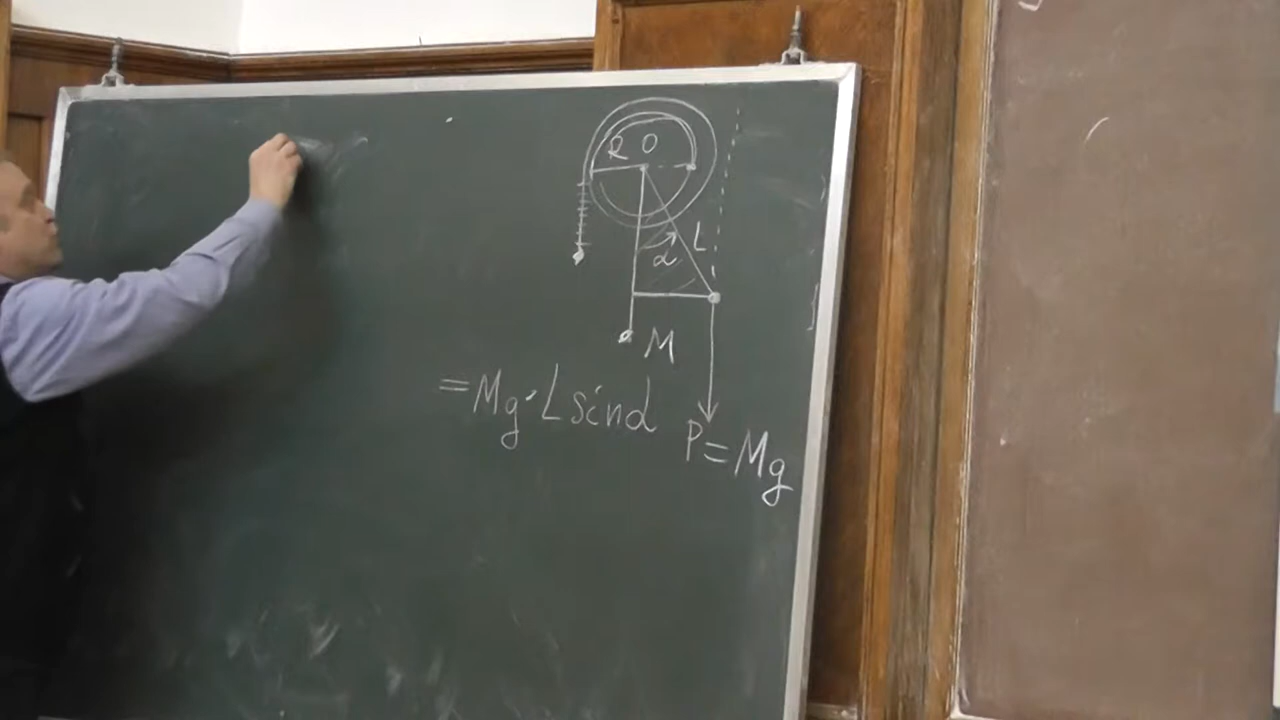 R O
L
α
M
=Mg·L sinα
P=Mg